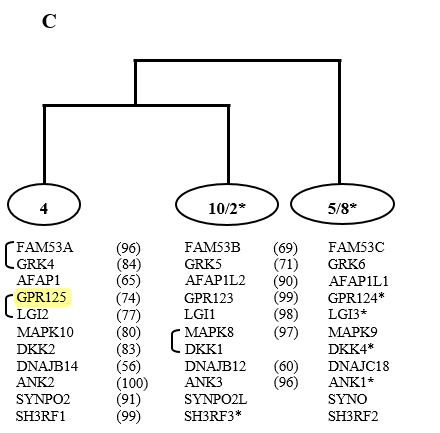 C
4 10/2* 5/8*
FAM53A (96) FAM53B (69) FAM53C
GRK4 (84) GRK5 (71) GRK6
AFAP1 (65) AFAP1L2 (90) AFAP1L1
GPR125 (74) GPR123 (99) GPR124*
LGI2 (77) LGI1 (98) LGI3*
MAPK10 (80) MAPK8 (97) MAPK9
DKK2 (83) DKK1 DKK4*
DNAJB14 (56) DNAJB12 (60) DNAJC18
ANK2 (100) ANK3 (96) ANK1*
SYNPO2 (91) SYNPO2L SYNO
SH3RF1 (99) SH3RF3* SH3RF2